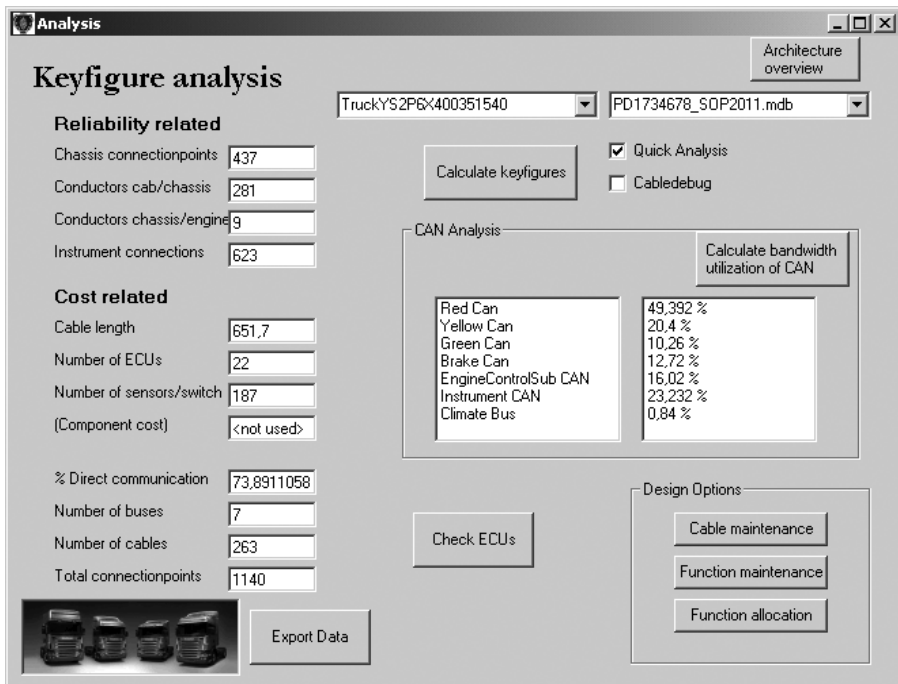 Analysis
Architecture
overview
Keyfigure analysis
TruckYS2P6X400351540
PD1734678_SOP2011.mdb
Reliability related
Chassis connectionpoints 437
Conductors cab/chassis 281
Conductors chassis/engine 9
Instrument connections 623
Calculate keyfigures
Quick Analysis
Cabledebug
CAN Analysis
Calculate bandwidth
utilization of CAN
Red Can 49,392 %
Yellow Can 20,4 %
Green Can 10,26 %
Brake Can 12,72 %
EngineControlSub CAN 16,02 %
Instrument CAN 23,232 %
Climate Bus 0,84 %
Cost related
Cable length 651,7
Number of ECUs 22
Number of sensors/switch 187
(Component cost) <not used>
% Direct communication 73,8911058
Number of buses 7
Number of cables 263
Total connectionpoints 1140
Check ECUs
Design Options
Cable maintenance
Function maintenance
Function allocation
Export Data